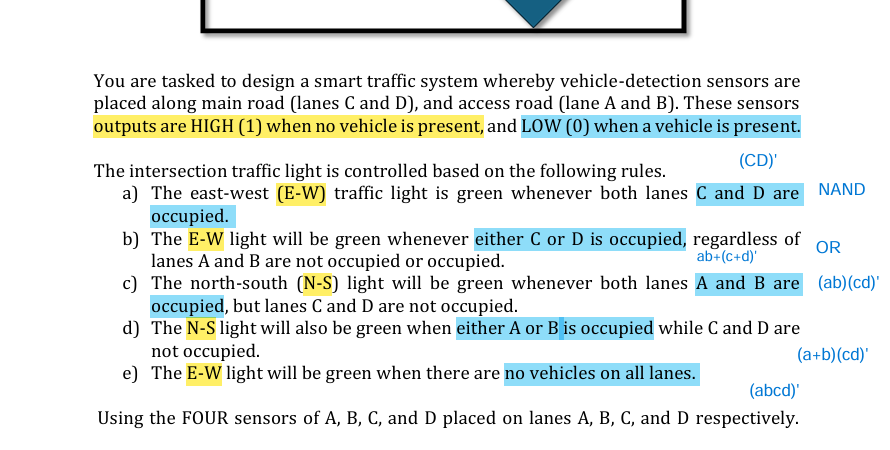 You are tasked to design a smart traffic system whereby vehicle-detection sensors are
placed along main road (lanes C and D), and access road (lane A and B). These sensors
outputs are HIGH (1) when no vehicle is present, and LOW (0) when a vehicle is present.
(CD)'
The intersection traffic light is controlled based on the following rules.
a) The east-west (E-W) traffic light is green whenever both lanes C and D are NAND
occupied.
b) The E-W light will be green whenever either C or D is occupied, regardless of OR
lanes A and B are not occupied or occupied. ab+(c+d)'
c) The north-south (N-S) light will be green whenever both lanes A and B are (ab)(cd)'
occupied, but lanes C and D are not occupied.
d) The N-S light will also be green when either A or B is occupied while C and D are
not occupied. (a+b)(cd)'
e) The E-W light will be green when there are no vehicles on all lanes.
(abcd)'
Using the FOUR sensors of A, B, C, and D placed on lanes A, B, C, and D respectively.